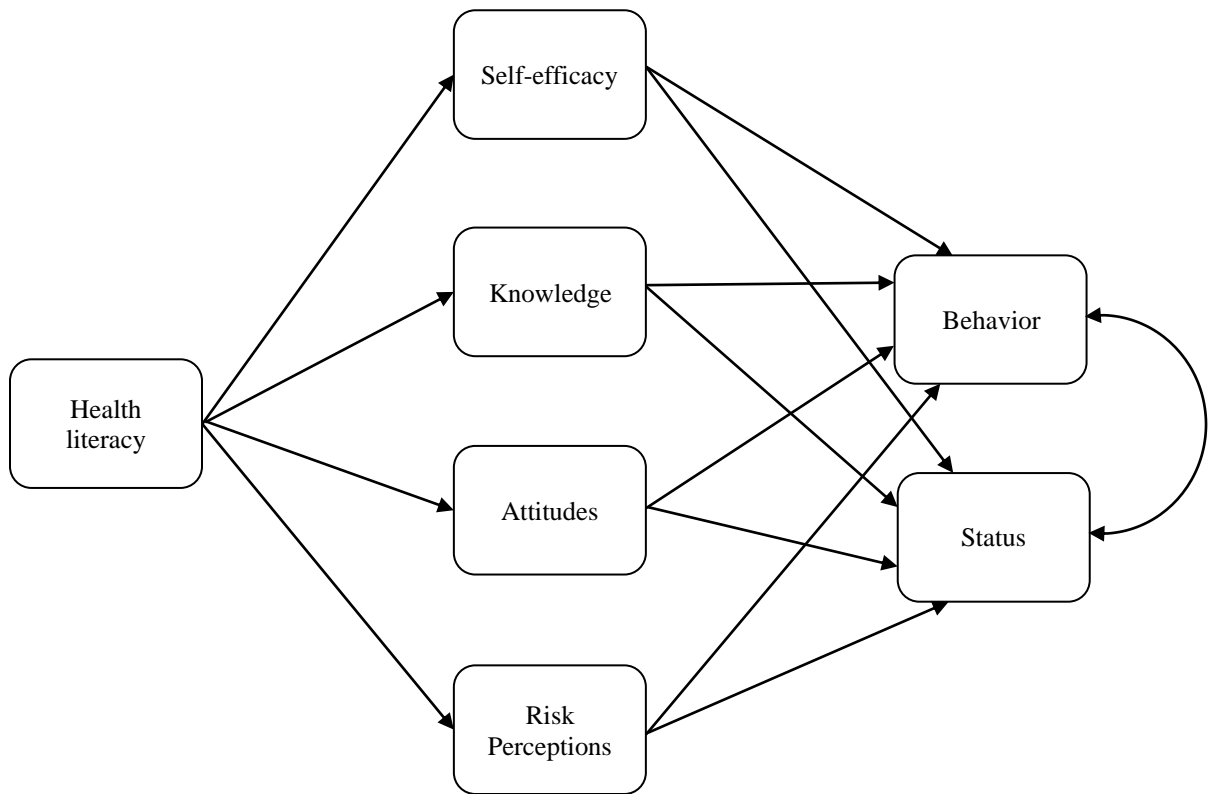 Self-efficacy
Knowledge
Behavior
Health
literacy
Attitudes
Status
Risk
Perceptions